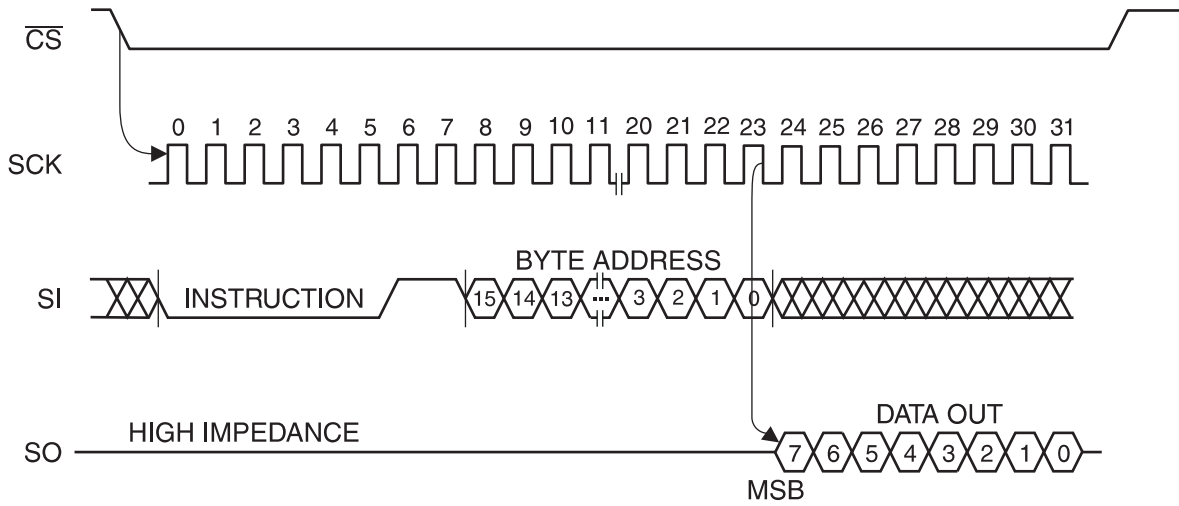 CS
0 1 2 3 4 5 6 7 8 9 10 11 20 21 22 23 24 25 26 27 28 29 30 31
SCK
BYTE ADDRESS
SI INSTRUCTION 15 14 13 ... 3 2 1 0
DATA OUT
HIGH IMPEDANCE
SO 7 6 5 4 3 2 1 0
MSB